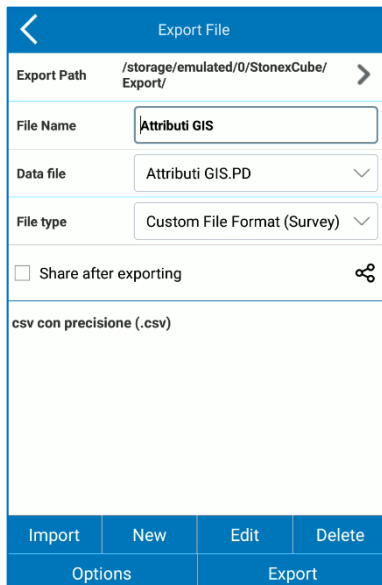 Export File
Export Path
/storage/emulated/0/StonexCube/
Export/
File Name
Attributi GIS
Data file
Attributi GIS.PD
File type
Custom File Format (Survey)
Share after exporting
csv con precisione (.csv)
Import New Edit Delete
Options Export